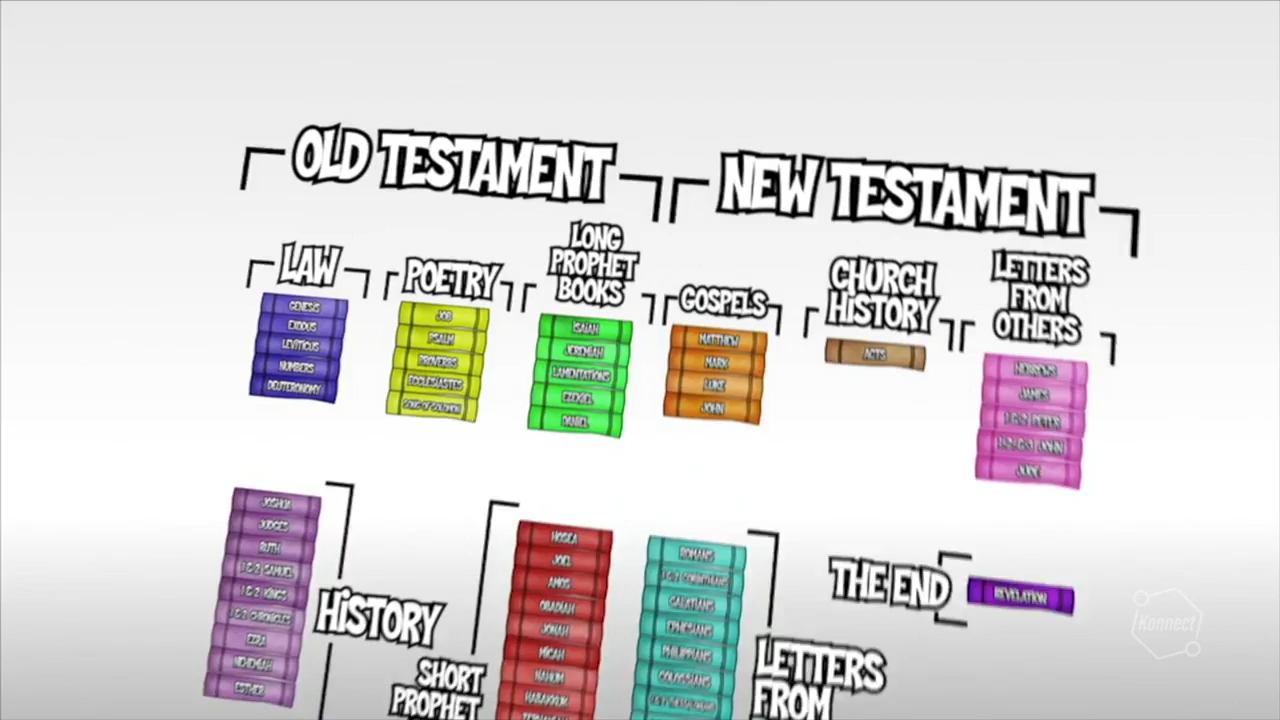 OLD TESTAMENT
NEW TESTAMENT
LAW
GENESIS
EXODUS
LEVITICUS
NUMBERS
DEUTERONOMY
POETRY
JOB
PSALM
PROVERBS
ECCLESIASTES
SONG OF SOLOMON
LONG
PROPHET
BOOKS
ISAIAH
JEREMIAH
LAMENTATIONS
EZEKIEL
DANIEL
GOSPELS
MATTHEW
MARK
LUKE
JOHN
CHURCH
HISTORY
ACTS
LETTERS
FROM
OTHERS
HEBREWS
JAMES
1 & 2 PETER
1, 2, & 3 JOHN
JUDE
JOSHUA
JUDGES
RUTH
1 & 2 SAMUEL
1 & 2 KINGS
1 & 2 CHRONICLES
EZRA
NEHEMIAH
ESTHER
HISTORY
SHORT
PROPHET
HOSEA
JOEL
AMOS
OBADIAH
JONAH
MICAH
NAHUM
HABAKKUK
ROMANS
1 & 2 CORINTHIANS
GALATIANS
EPHESIANS
PHILIPPIANS
COLOSSIANS
LETTERS
FROM
THE END
REVELATION
Konnect